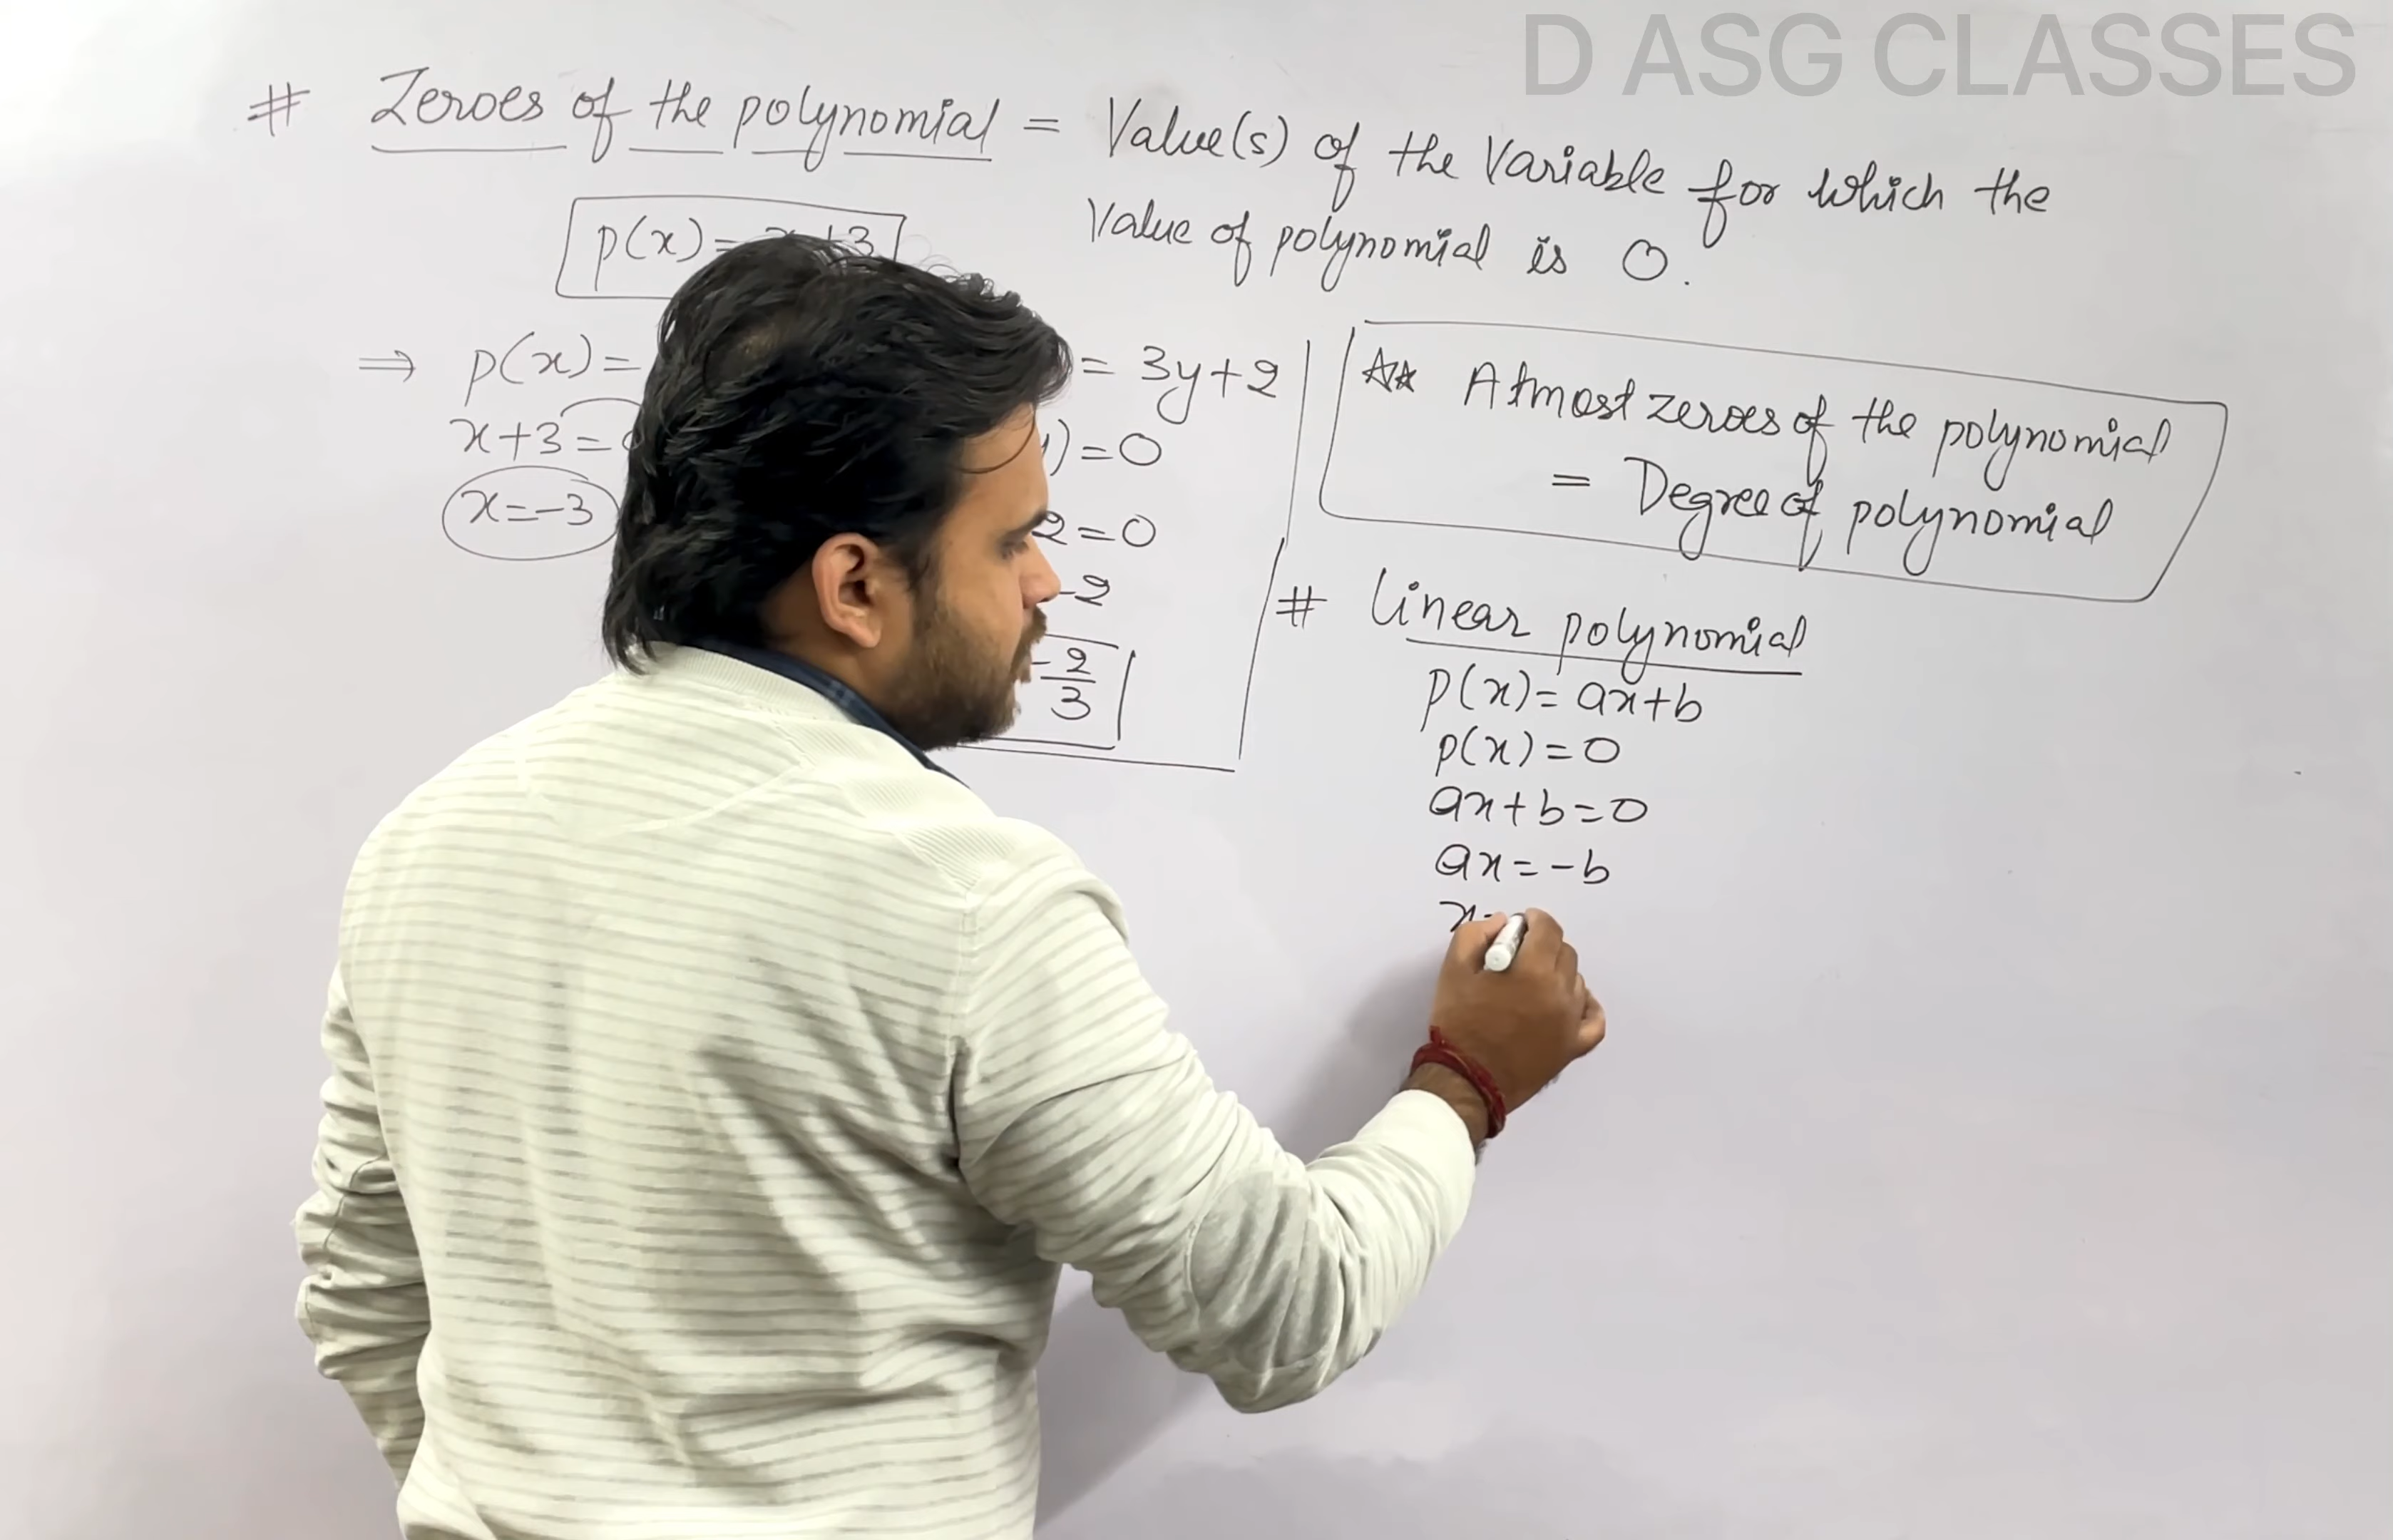 D ASG CLASSES
# Zeroes of the polynomial = Value(s) of the Variable for which the
Value of polynomial is 0.
p(x)= x+3
⇒ p(x)=
x+3=
x=-3
= 3y+2
)=0
2=0
-2
-2/3
** Atmost zeroes of the polynomial
= Degree of polynomial
# linear polynomial
p(x)= ax+b
p(x)=0
ax+b=0
ax=-b
x=